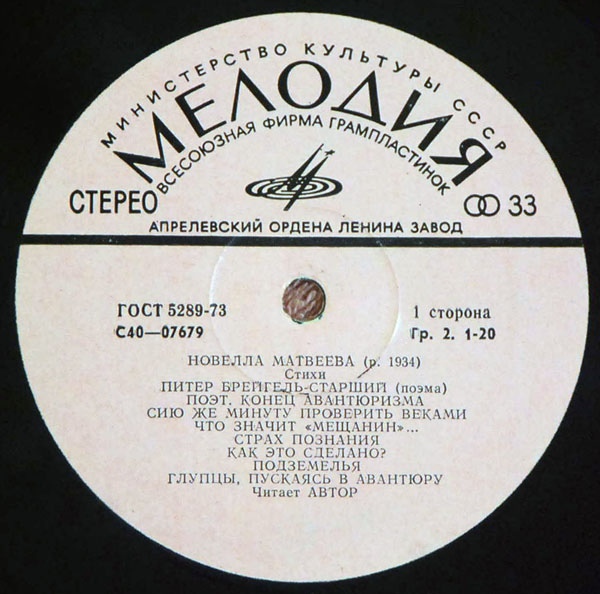 МИНИСТЕРСТВО КУЛЬТУРЫ СССР
МЕЛОДИЯ
ВСЕСОЮЗНАЯ ФИРМА ГРАМПЛАСТИНОК
СТЕРЕО
33
АПРЕЛЕВСКИЙ ОРДЕНА ЛЕНИНА ЗАВОД
ГОСТ 5289-73
1 сторона
С40—07679
Гр. 2. 1-20
НОВЕЛЛА МАТВЕЕВА (р. 1934)
Стихи
ПИТЕР БРЕЙГЕЛЬ-СТАРШИЙ (поэма)
ПОЭТ. КОНЕЦ АВАНТЮРИЗМА
СИЮ ЖЕ МИНУТУ ПРОВЕРИТЬ ВЕКАМИ
ЧТО ЗНАЧИТ «МЕЩАНИН»...
СТРАХ ПОЗНАНИЯ
КАК ЭТО СДЕЛАНО?
ПОДЗЕМЕЛЬЯ
ГЛУПЦЫ, ПУСКАЯСЬ В АВАНТЮРУ
Читает АВТОР